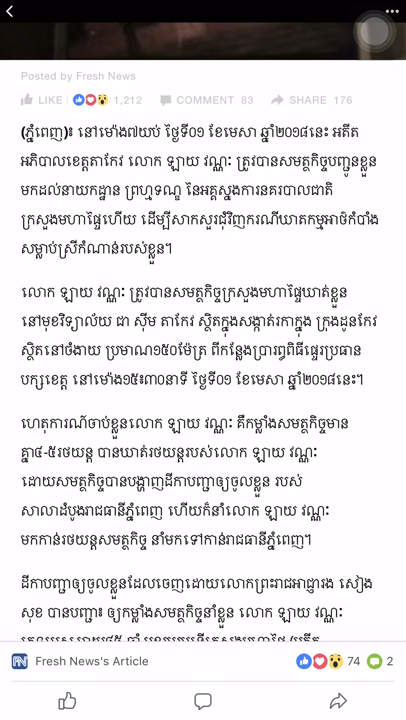 Posted by Fresh News
LIKE 1,212 COMMENT 83 SHARE 176
(ភ្នំពេញ)៖ នៅម៉ោង៧យប់ ថ្ងៃទី០១ ខែមេសា ឆ្នាំ២០១៨នេះ អតីត
អភិបាលខេត្តតាកែវ លោក ឡាយ វណ្ណៈ ត្រូវបានសមត្ថកិច្ចបញ្ជូនខ្លួន
មកដល់នាយកដ្ឋាន ព្រហ្មទណ្ឌ នៃអគ្គស្នងការនគរបាលជាតិ
ក្រសួងមហាផ្ទៃហើយ ដើម្បីសាកសួរជុំវិញករណីឃាតកម្មអាថ៌កំបាំង
សម្លាប់ស្រីកំណាន់របស់ខ្លួន។
លោក ឡាយ វណ្ណៈ ត្រូវបានសមត្ថកិច្ចក្រសួងមហាផ្ទៃឃាត់ខ្លួន
នៅមុខវិទ្យាល័យ ជា ស៊ីម តាកែវ ស្ថិតក្នុងសង្កាត់រកាក្នុង ក្រុងដូនកែវ
ស្ថិតនៅចំងាយ ប្រមាណ១៥០ម៉ែត្រ ពីកន្លែងប្រារព្ធពិធីផ្ទេរប្រធាន
បក្សខេត្ត នៅម៉ោង១៥៖៣០នាទី ថ្ងៃទី០១ ខែមេសា ឆ្នាំ២០១៨នេះ។
ហេតុការណ៍ចាប់ខ្លួនលោក ឡាយ វណ្ណៈ គឺកម្លាំងសមត្ថកិច្ចមាន
គ្នា៤-៥រថយន្ត បានឃាត់រថយន្តរបស់លោក ឡាយ វណ្ណៈ
ដោយសមត្ថកិច្ចបានបង្ហាញដីកាបញ្ជាឲ្យចូលខ្លួន របស់
សាលាដំបូងរាជធានីភ្នំពេញ ហើយក៏នាំលោក ឡាយ វណ្ណៈ
មកកាន់រថយន្តសមត្ថកិច្ច នាំមកទៅកាន់រាជធានីភ្នំពេញ។
ដីកាបញ្ជាឲ្យចូលខ្លួនដែលចេញដោយលោកព្រះរាជអាជ្ញារង សៀង
សុខ បានបញ្ជា៖ ឲ្យកម្លាំងសមត្ថកិច្ចនាំខ្លួន លោក ឡាយ វណ្ណៈ
Fresh News's Article 74 2